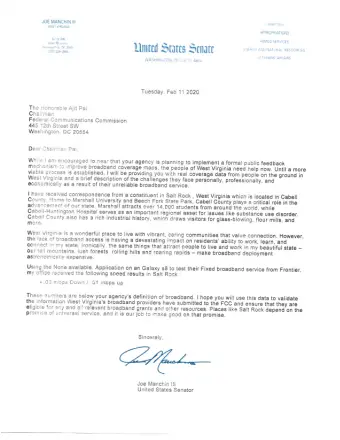 JOE MANCHIN III
WEST VIRGINIA
United States Senate
APPROPRIATIONS
ARMED SERVICES
Tuesday, Feb 11 2020
The Honorable Ajit Pai
Chairman
Federal Communications Commission
445 12th Street SW
Washington, DC 20554
Dear Chairman Pai,
While I am encouraged to hear that your agency is planning to implement a formal public feedback
mechanism to improve broadband coverage maps, the people of West Virginia need help now. Until a more
viable process is established, I will be providing you with real coverage data from people on the ground in
West Virginia and a brief description of the challenges they face personally, professionally, and
economically as a result of their unreliable broadband service.
I have received correspondence from a constituent in Salt Rock, West Virginia which is located in Cabell
County. Home to Marshall University and Beech Fork State Park, Cabell County plays a critical role in the
advancement of our state. Marshall attracts over 14,000 students from around the world, while
Cabell-Huntington Hospital serves as an important regional asset for issues like substance use disorder.
Cabell County also has a rich industrial history, which draws visitors for glass-blowing, flour mills, and
more.
West Virginia is a wonderful place to live with vibrant, caring communities that value connection. However,
the lack of broadband access is having a devastating impact on residents' ability to work, learn, and
connect in my state. Ironically, the same things that attract people to live and work in my beautiful state –
our tall mountains, lush forests, rolling hills and roaring rapids – make broadband deployment
astronomically expensive.
Using the Application on Galaxy s8 to test their Fixed broadband service from Frontier,
my office received the following speed results in Salt Rock
These numbers are below your agency's definition of broadband. I hope you will use this data to validate
the information West Virginia's broadband providers have submitted to the FCC and ensure that they are
eligible for any and all relevant broadband grants and other resources. Places like Salt Rock depend on the
promise of universal service, and it is our job to make good on that promise.
Sincerely,
Joe Manchin III
United States Senator